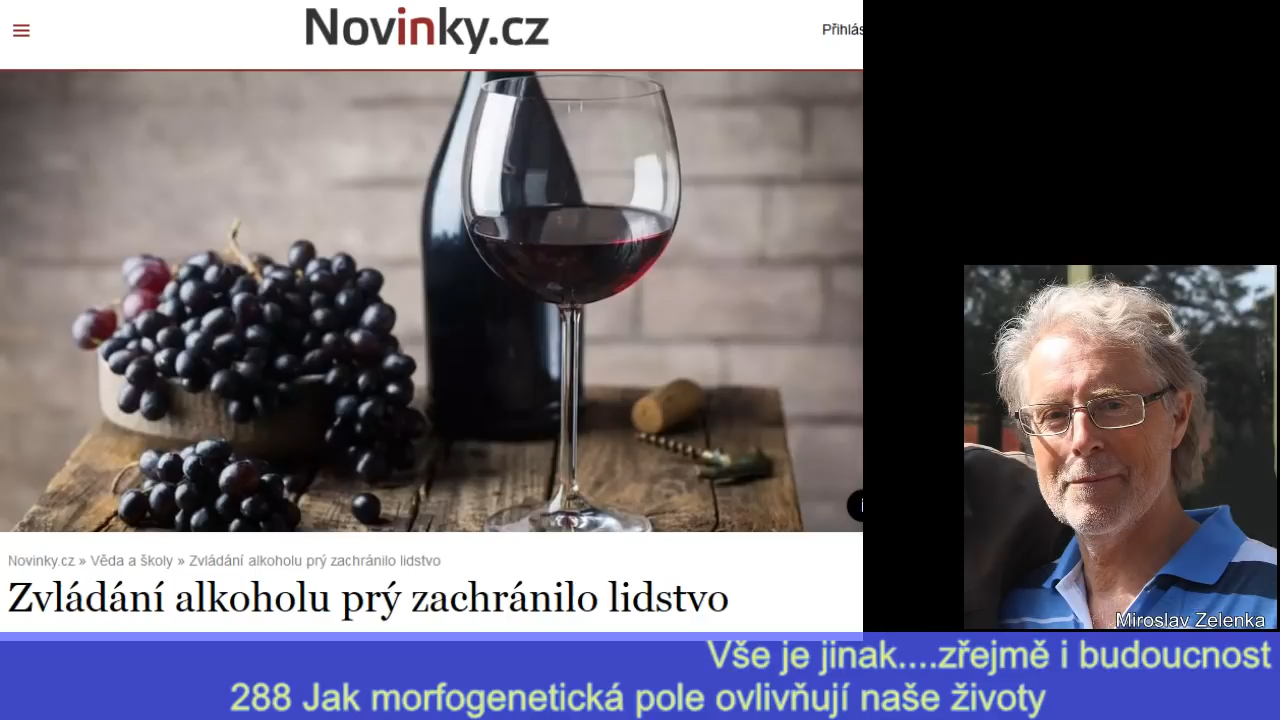 Novinky.cz
Přihlás
Novinky.cz » Věda a školy » Zvládání alkoholu prý zachránilo lidstvo
Zvládání alkoholu prý zachránilo lidstvo
Miroslav Zelenka
Vše je jinak....zřejmě i budoucnost
288 Jak morfogenetická pole ovlivňují naše životy